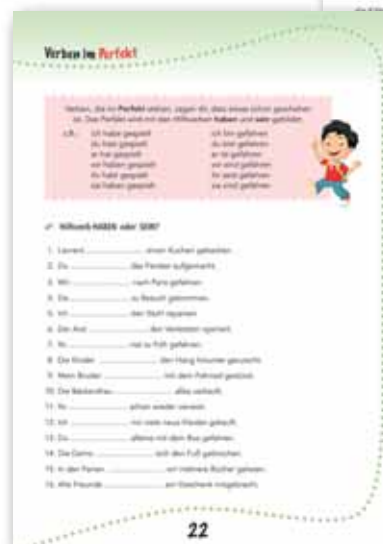 Verben im Perfekt
Verben, die im Perfekt stehen, sagen dir, dass etwas schon geschehen
ist. Das Perfekt wird mit den Hilfsverben haben und sein gebildet.
z.B.: ich habe gespielt ich bin gefahren
du hast gespielt du bist gefahren
er hat gespielt er ist gefahren
wir haben gespielt wir sind gefahren
ihr habt gespielt ihr seid gefahren
sie haben gespielt sie sind gefahren
Hilfsverb HABEN oder SEIN?
1. Laurent einen Kuchen gebacken.
2. Du das Fenster aufgemacht.
3. Wir nach Paris gefahren.
4. Sie zu Besuch gekommen.
5. Ich den Stuhl repariert.
6. Der Arzt den Verletzten operiert.
7. Ihr viel zu früh gefahren.
8. Die Kinder den Hang hinunter gerutscht.
9. Mein Bruder mit dem Fahrrad gestürzt.
10. Die Bäckersfrau alles verkauft.
11. Ihr schon wieder verreist.
12. Ich mir viele neue Kleider gekauft.
13. Du alleine mit dem Bus gefahren.
14. Die Dame sich den Fuß gebrochen.
15. In den Ferien wir mehrere Bücher gelesen.
16. Alle Freunde ein Geschenk mitgebracht.
22